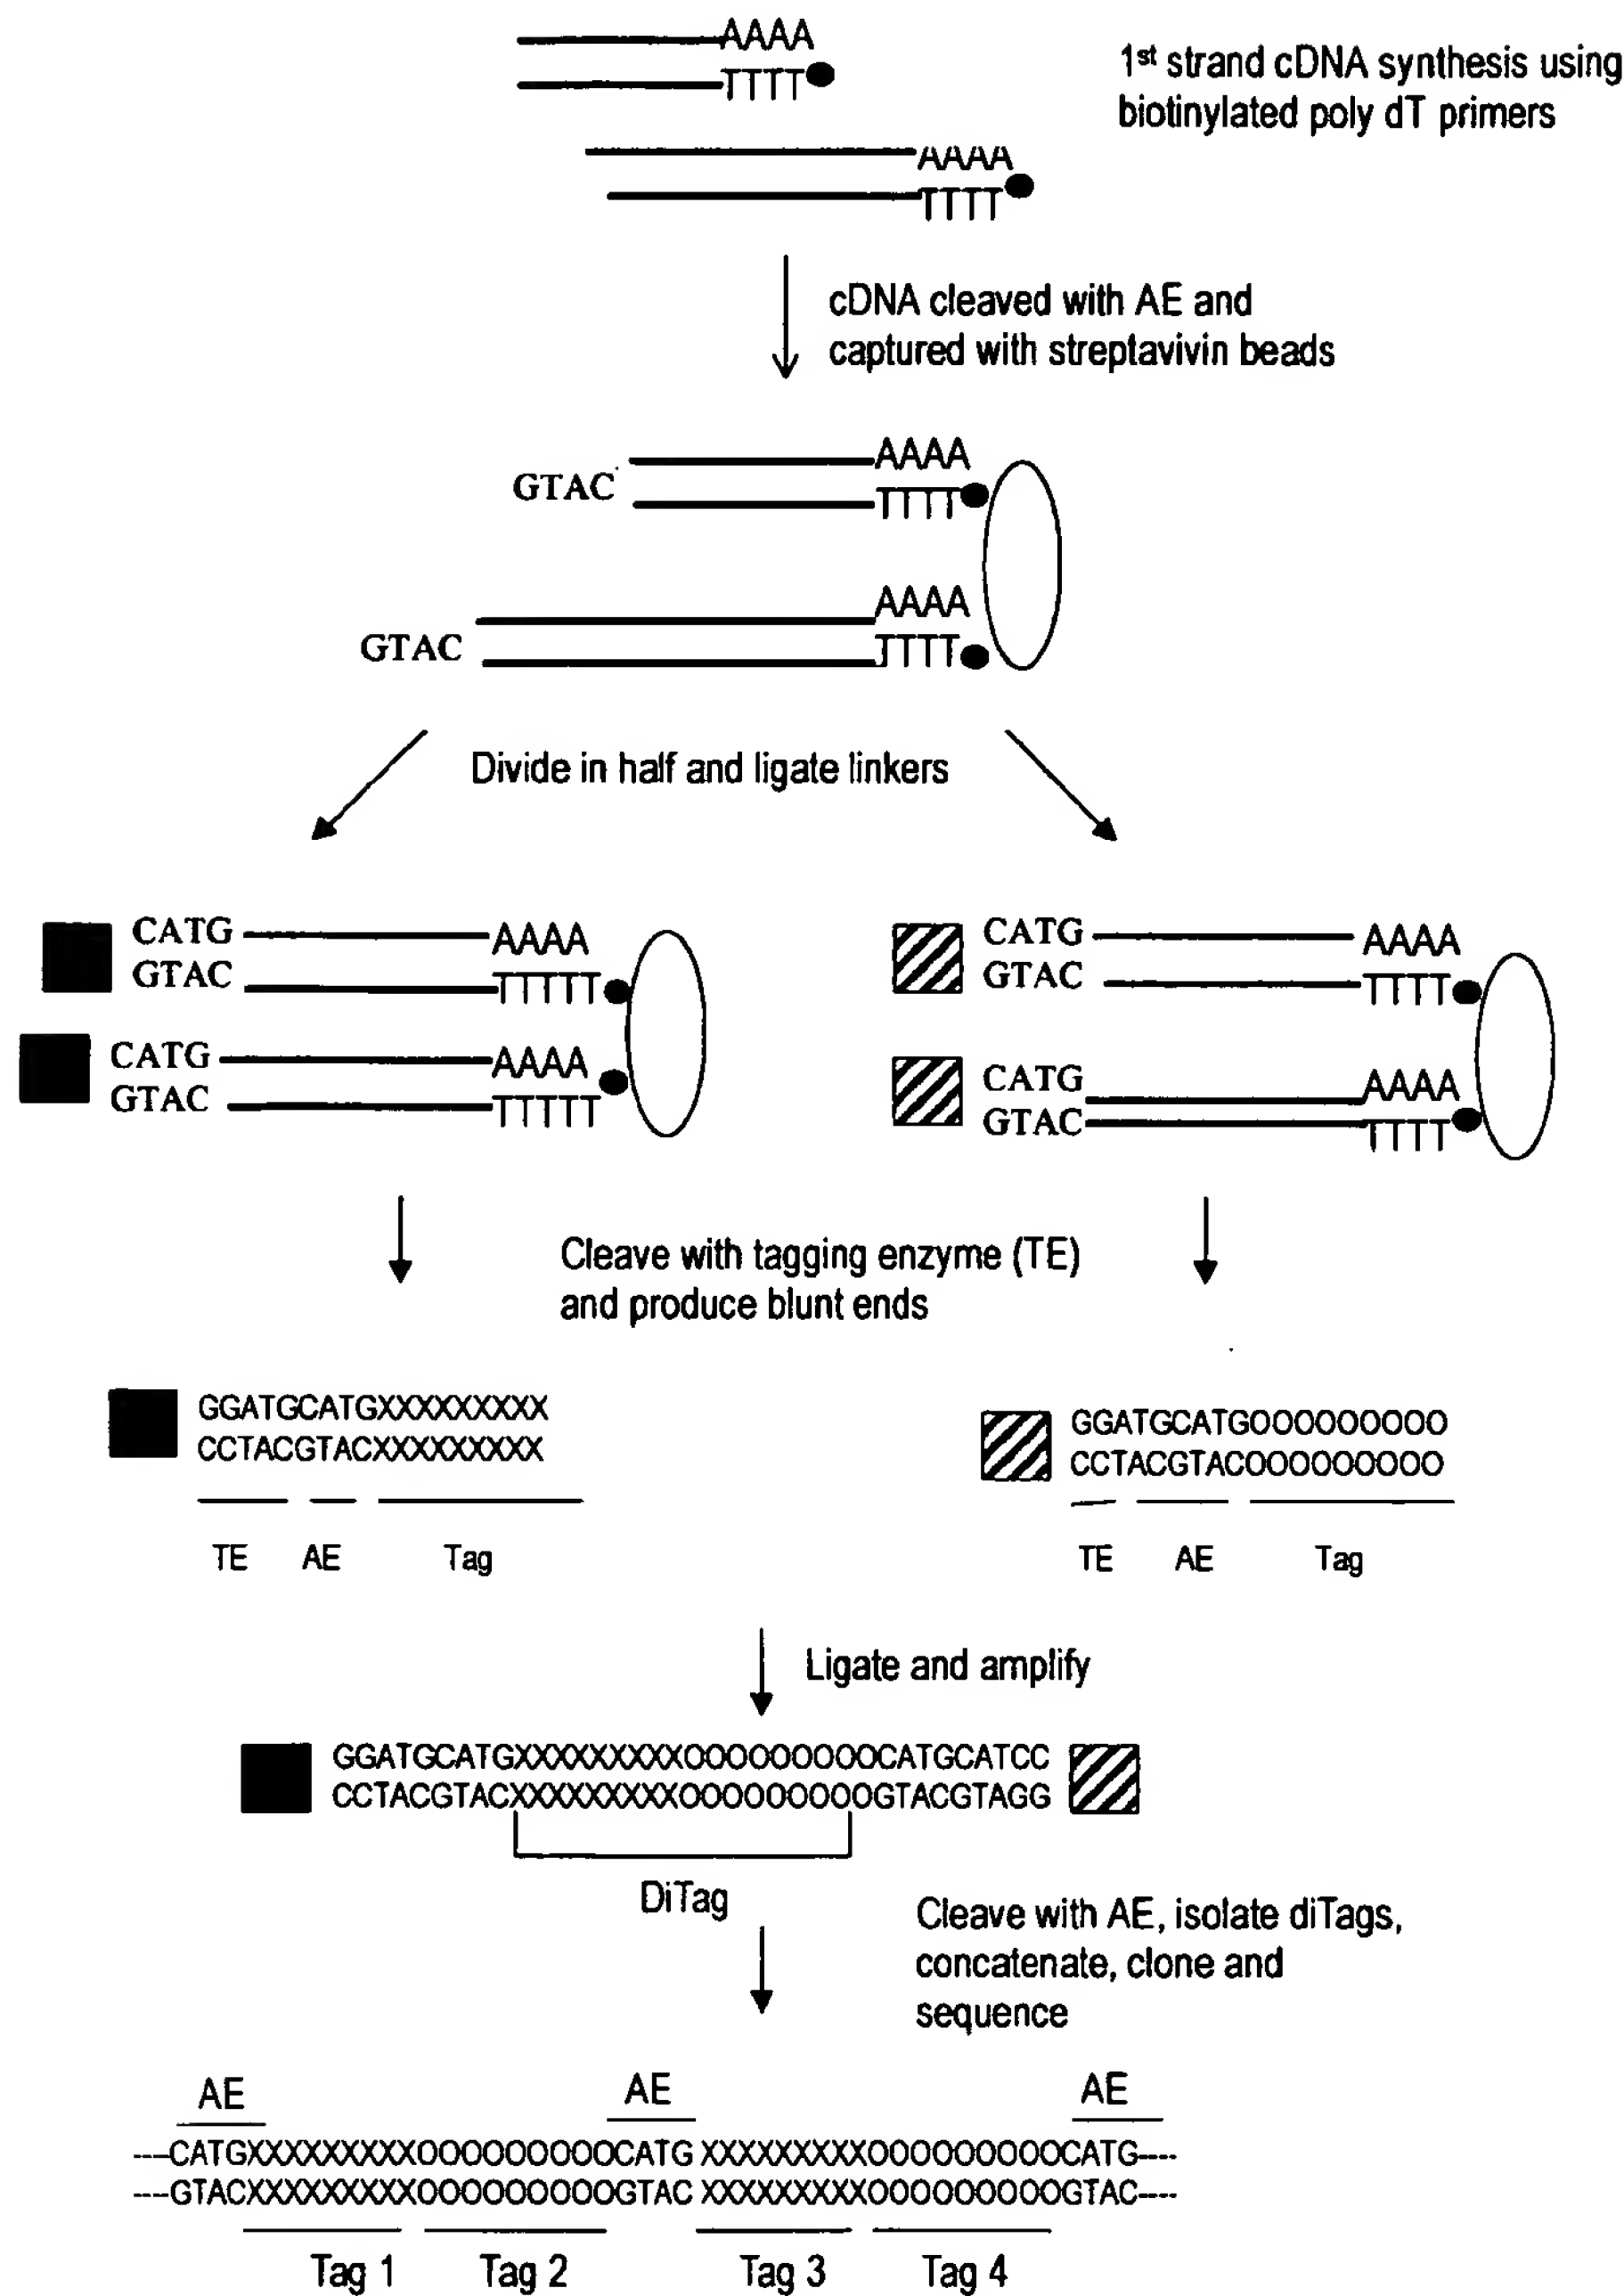 AAAA
TTTT
1st strand cDNA synthesis using
biotinylated poly dT primers
AAAA
TTTT
cDNA cleaved with AE and
captured with streptavivin beads
AAAA
GTAC
TTTT
AAAA
GTAC
TTTT
Divide in half and ligate linkers
CATG AAAA
GTAC TTTTT
CATG AAAA
GTAC TTTTT
CATG AAAA
GTAC TTTT
CATG AAAA
GTAC TTTT
Cleave with tagging enzyme (TE)
and produce blunt ends
GGATGCATGXXXXXXXXX
CCTACGTACXXXXXXXXX
TE AE Tag
GGATGCATGOOOOOOOOO
CCTACGTACOOOOOOOOO
TE AE Tag
Ligate and amplify
GGATGCATGXXXXXXXXXOOOOOOOOOCATGCATCC
CCTACGTACXXXXXXXXXOOOOOOOOOGTACGTAGG
DiTag
Cleave with AE, isolate diTags,
concatenate, clone and
sequence
AE AE AE
----CATGXXXXXXXXXOOOOOOOOOCATG XXXXXXXXXOOOOOOOOOCATG----
----GTACXXXXXXXXXOOOOOOOOOGTAC XXXXXXXXXOOOOOOOOOGTAC----
Tag 1 Tag 2 Tag 3 Tag 4